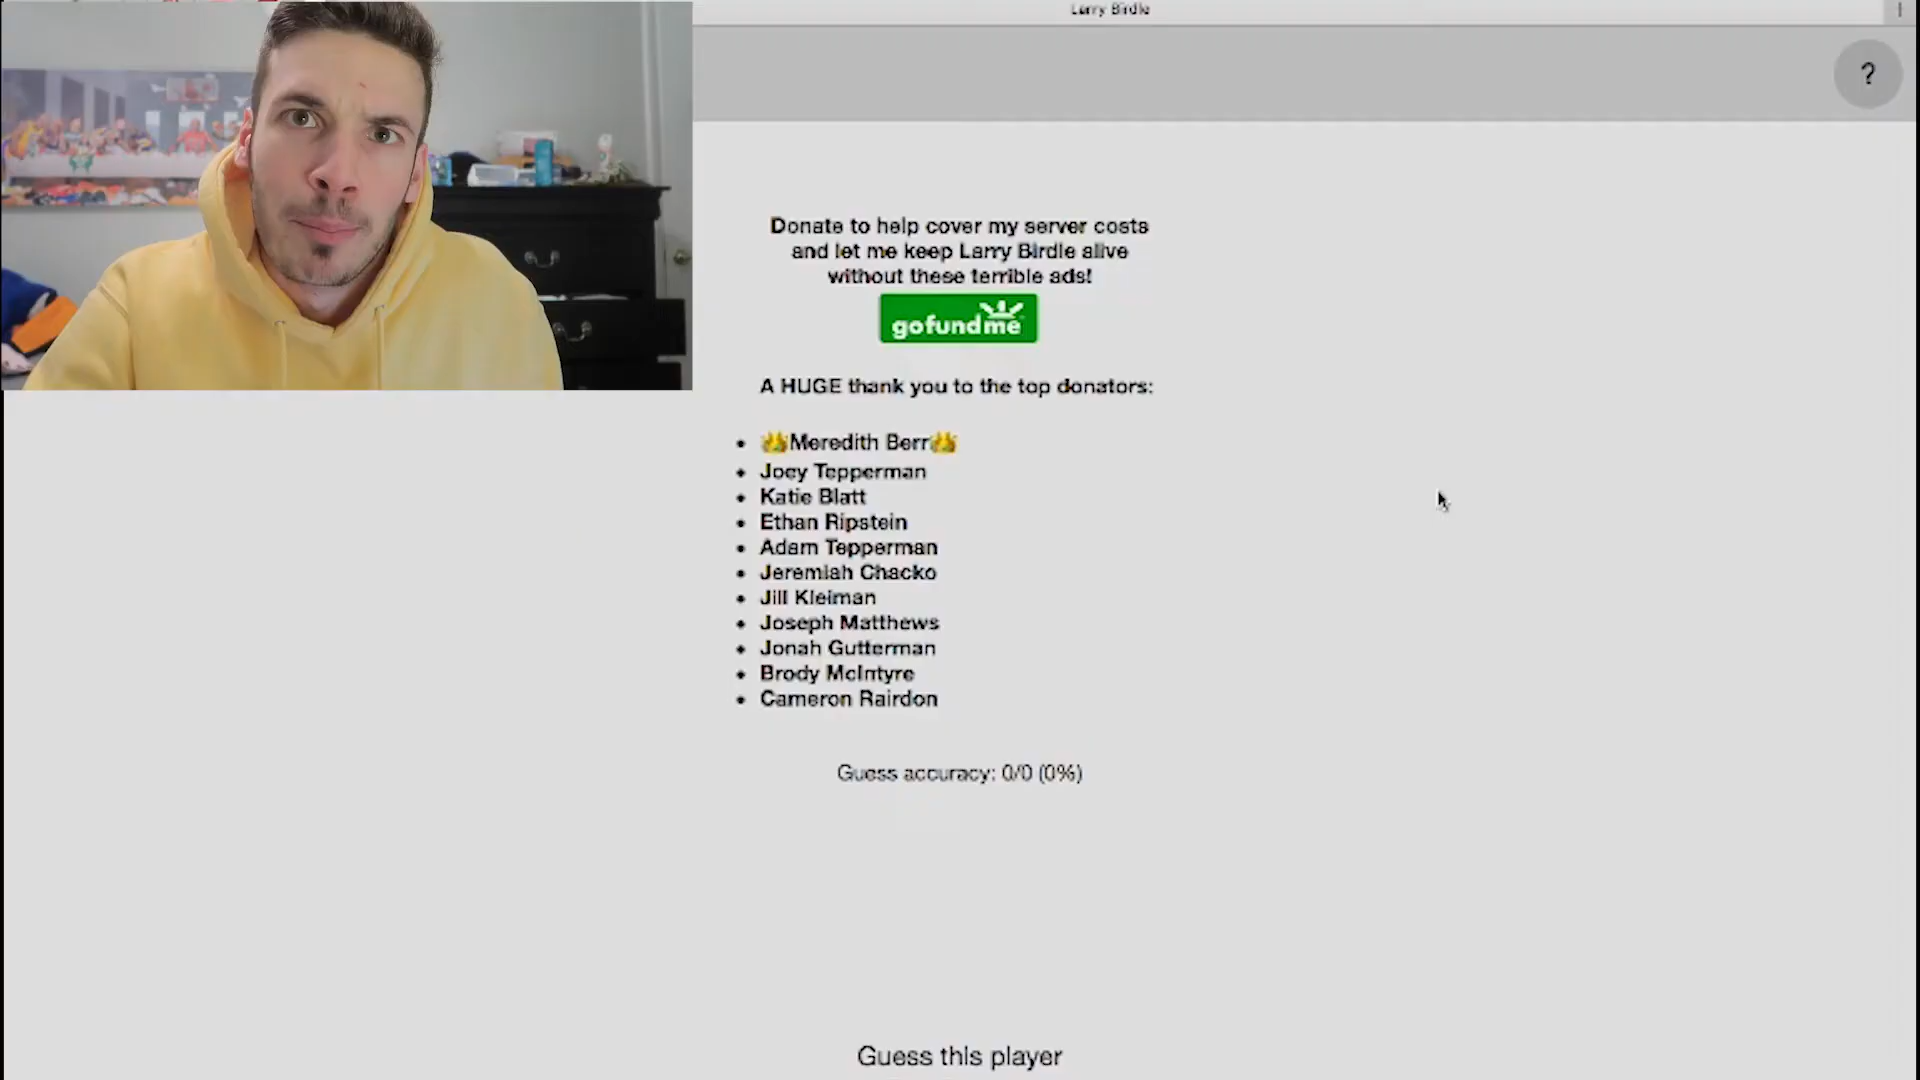 Larry Birdle
?
Donate to help cover my server costs
and let me keep Larry Birdle alive
without these terrible ads!
gofundme
A HUGE thank you to the top donators:
👑Meredith Berr👑
Joey Tepperman
Katie Blatt
Ethan Ripstein
Adam Tepperman
Jeremiah Chacko
Jill Kleiman
Joseph Matthews
Jonah Gutterman
Brody McIntyre
Cameron Rairdon
Guess accuracy: 0/0 (0%)
Guess this player